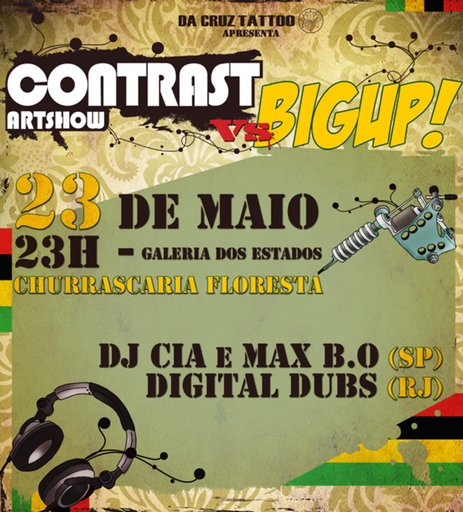 DA CRUZ TATTOO
APRESENTA
CONTRAST
ARTSHOW
VS BIGUP!
23 DE MAIO
23H - GALERIA DOS ESTADOS
CHURRASCARIA FLORESTA
DJ CIA E MAX B.O (SP)
DIGITAL DUBS (RJ)